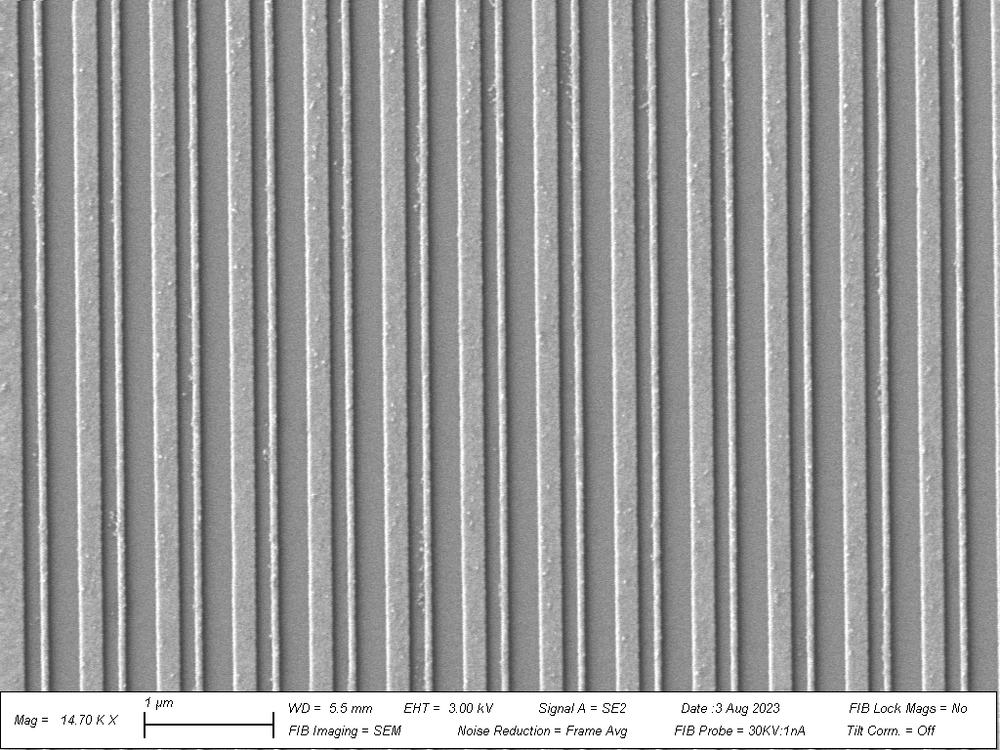 1 µm
Mag = 14.70 K X
WD = 5.5 mm EHT = 3.00 kV Signal A = SE2 Date :3 Aug 2023 FIB Lock Mags = No
FIB Imaging = SEM Noise Reduction = Frame Avg FIB Probe = 30KV:1nA Tilt Corrn. = Off